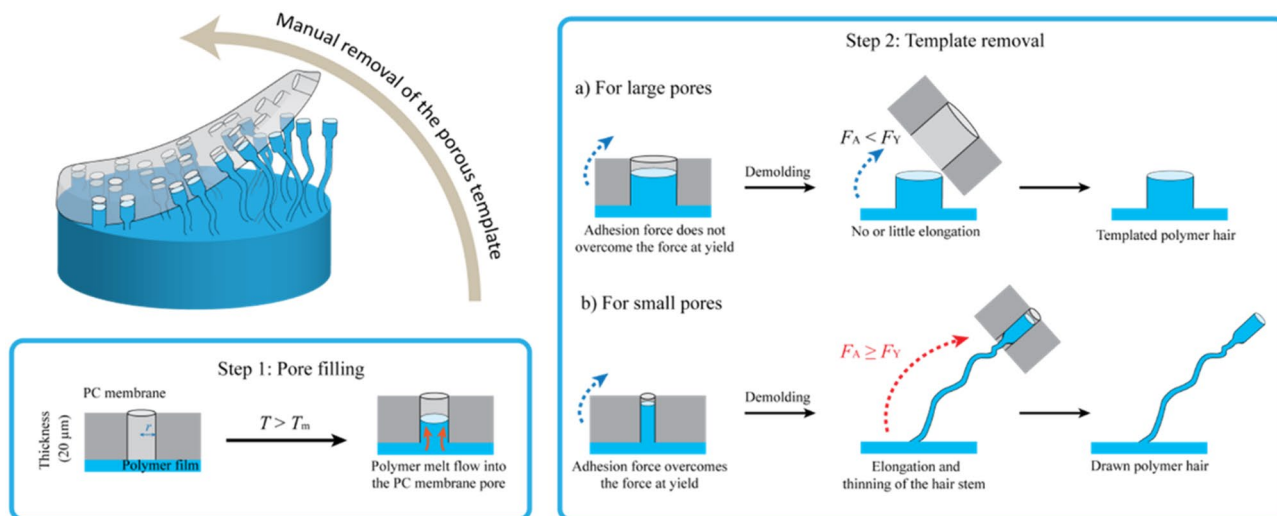 Manual removal of the porous template
Step 1: Pore filling
PC membrane
Thickness
(20 μm)
r
Polymer film
T > Tm
Polymer melt flow into
the PC membrane pore
Step 2: Template removal
a) For large pores
Adhesion force does not
overcome the force at yield
Demolding
FA < FY
No or little elongation
Templated polymer hair
b) For small pores
Adhesion force overcomes
the force at yield
Demolding
FA ≥ FY
Elongation and
thinning of the hair stem
Drawn polymer hair